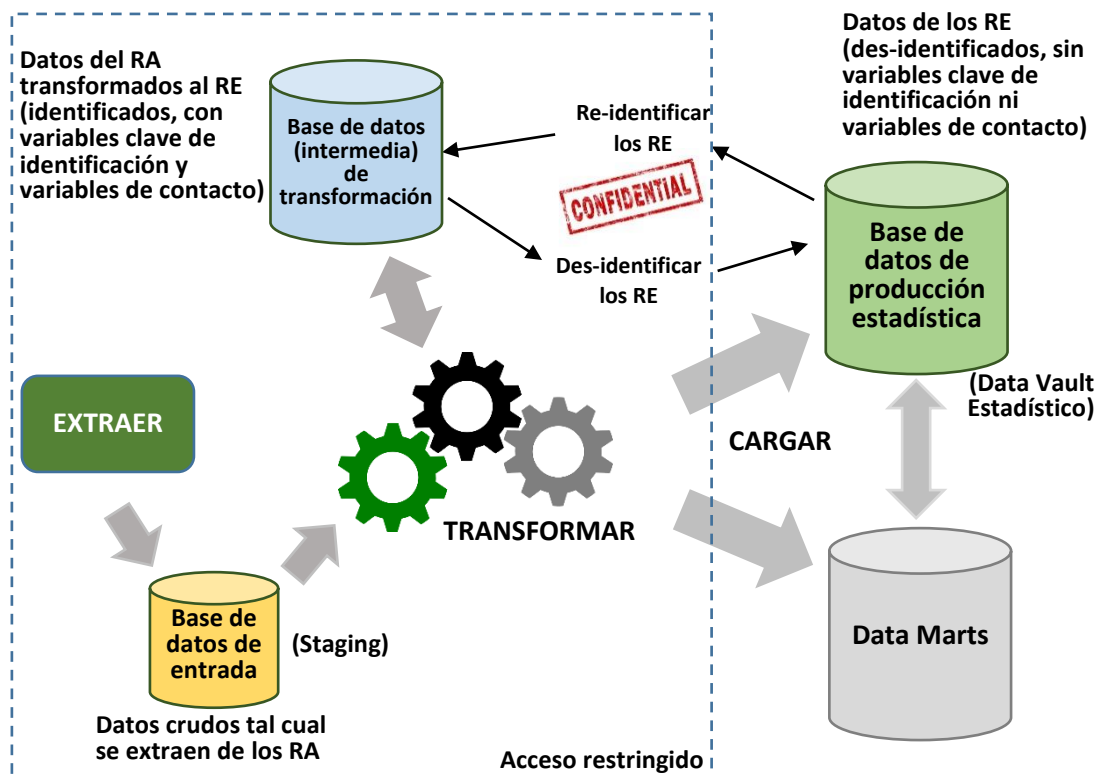 Datos del RA
transformados al RE
(identificados, con
variables clave de
identificación y
variables de contacto)
Base de datos
(intermedia)
de
transformación
Re-identificar
los RE
CONFIDENTIAL
Des-identificar
los RE
Datos de los RE
(des-identificados, sin
variables clave de
identificación ni
variables de contacto)
Base de
datos de
producción
estadística
(Data Vault
Estadístico)
EXTRAER
CARGAR
TRANSFORMAR
Base de
datos de
entrada
(Staging)
Datos crudos tal cual
se extraen de los RA
Data Marts
Acceso restringido